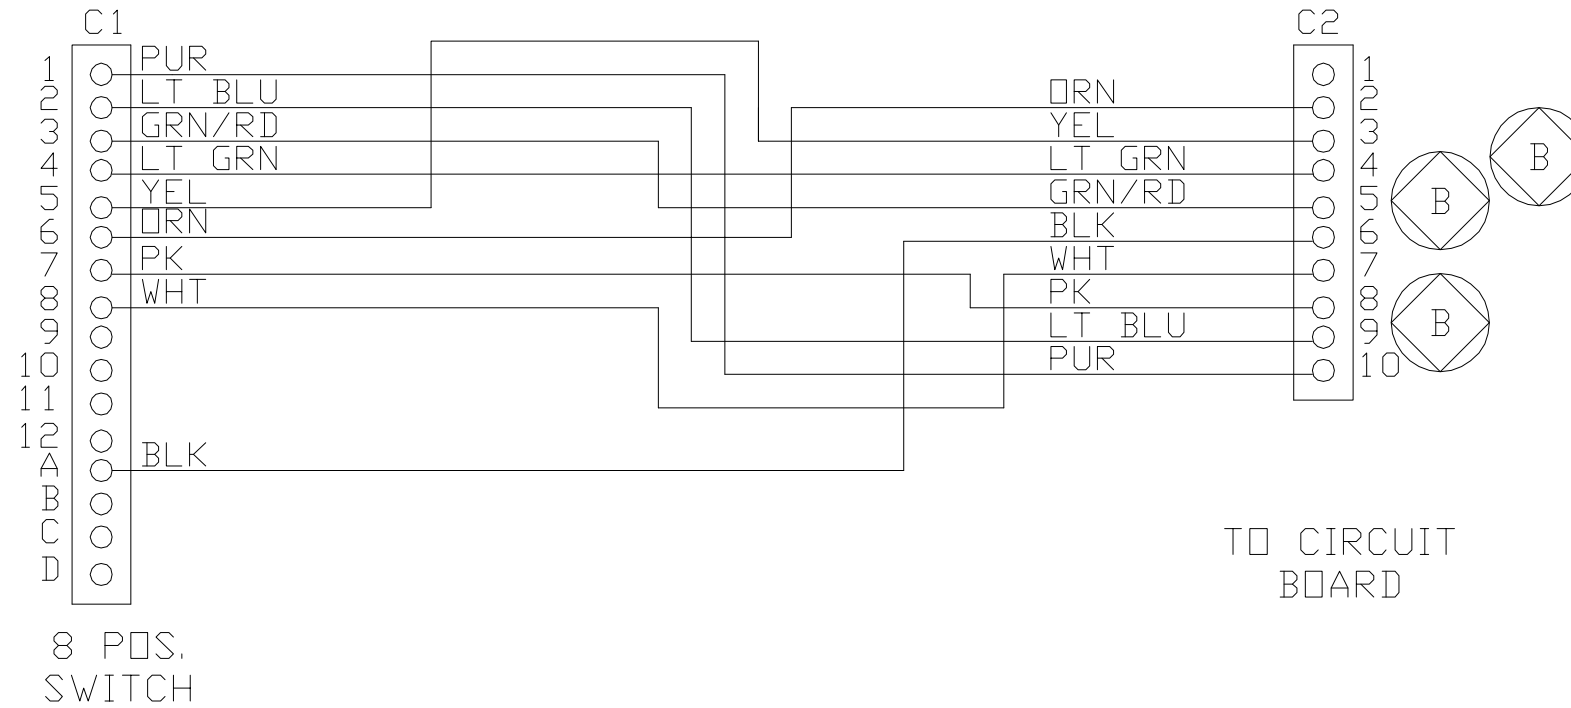 C1
C2
1 PUR
2 LT BLU
3 GRN/RD
4 LT GRN
5 YEL
6 ORN
7 PK
8 WHT
9
10
11
12
A BLK
B
C
D
8 POS.
SWITCH
1
ORN 2
YEL 3
LT GRN 4
GRN/RD 5
BLK 6
WHT 7
PK 8
LT BLU 9
PUR 10
B
B
B
TO CIRCUIT
BOARD